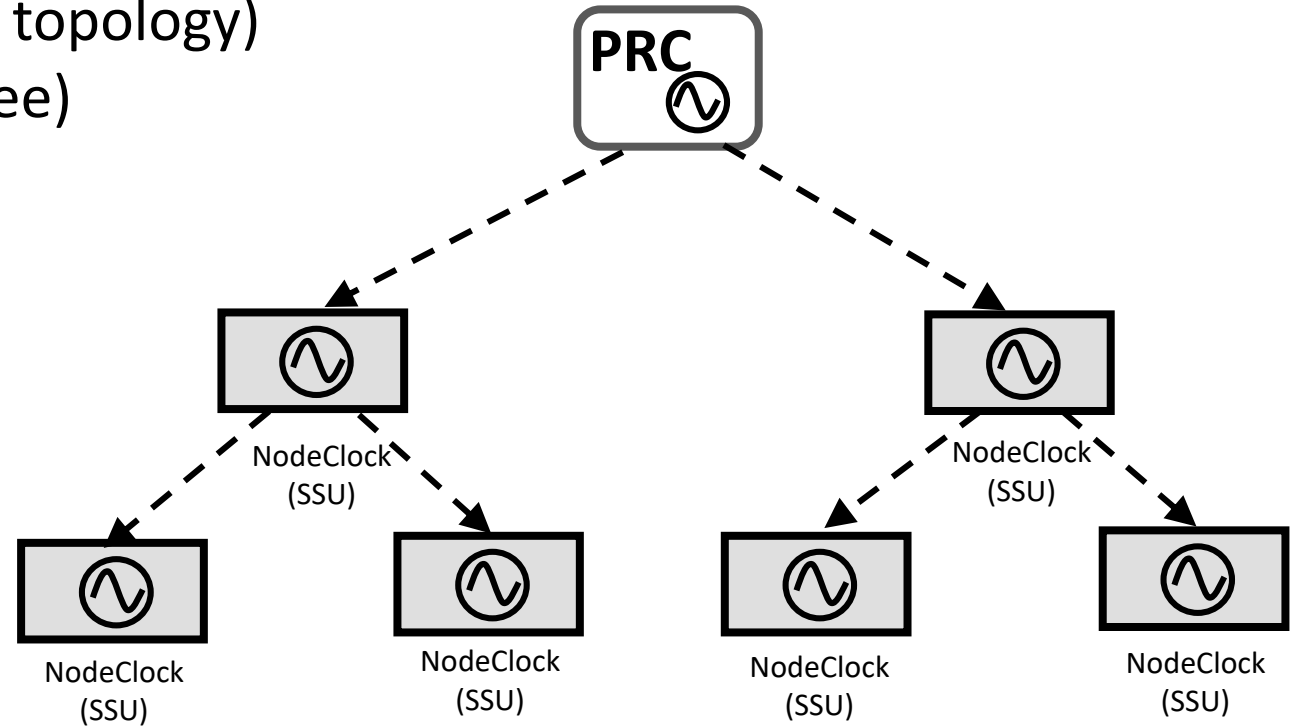 topology)
ee)
PRC
NodeClock
(SSU)
NodeClock
(SSU)
NodeClock
(SSU)
NodeClock
(SSU)
NodeClock
(SSU)
NodeClock
(SSU)